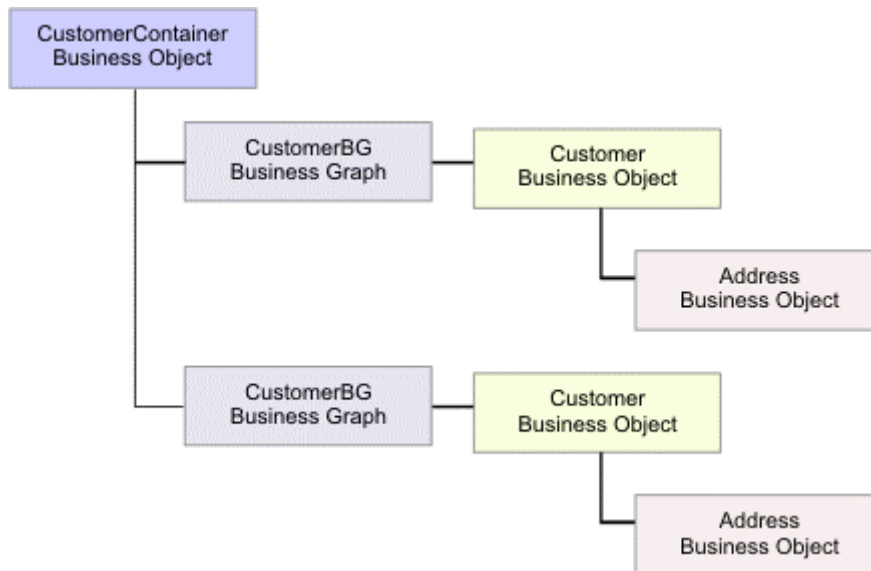 CustomerContainer
Business Object
CustomerBG
Business Graph
Customer
Business Object
Address
Business Object
CustomerBG
Business Graph
Customer
Business Object
Address
Business Object